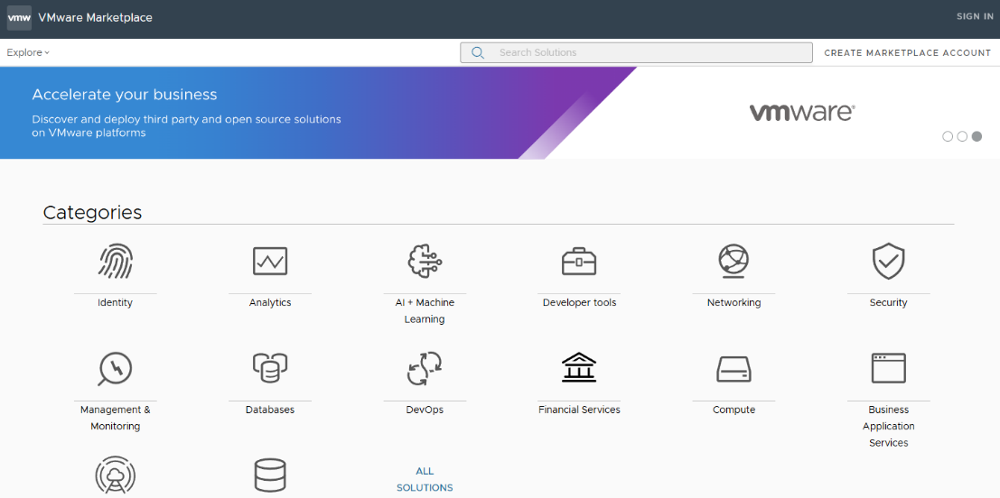 vmw VMware Marketplace
SIGN IN
Explore
Search Solutions
CREATE MARKETPLACE ACCOUNT
Accelerate your business
Discover and deploy third party and open source solutions
on VMware platforms
vmware®
Categories
Identity
Analytics
AI + Machine
Learning
Developer tools
Networking
Security
Management &
Monitoring
Databases
DevOps
Financial Services
Compute
Business
Application
Services
ALL
SOLUTIONS